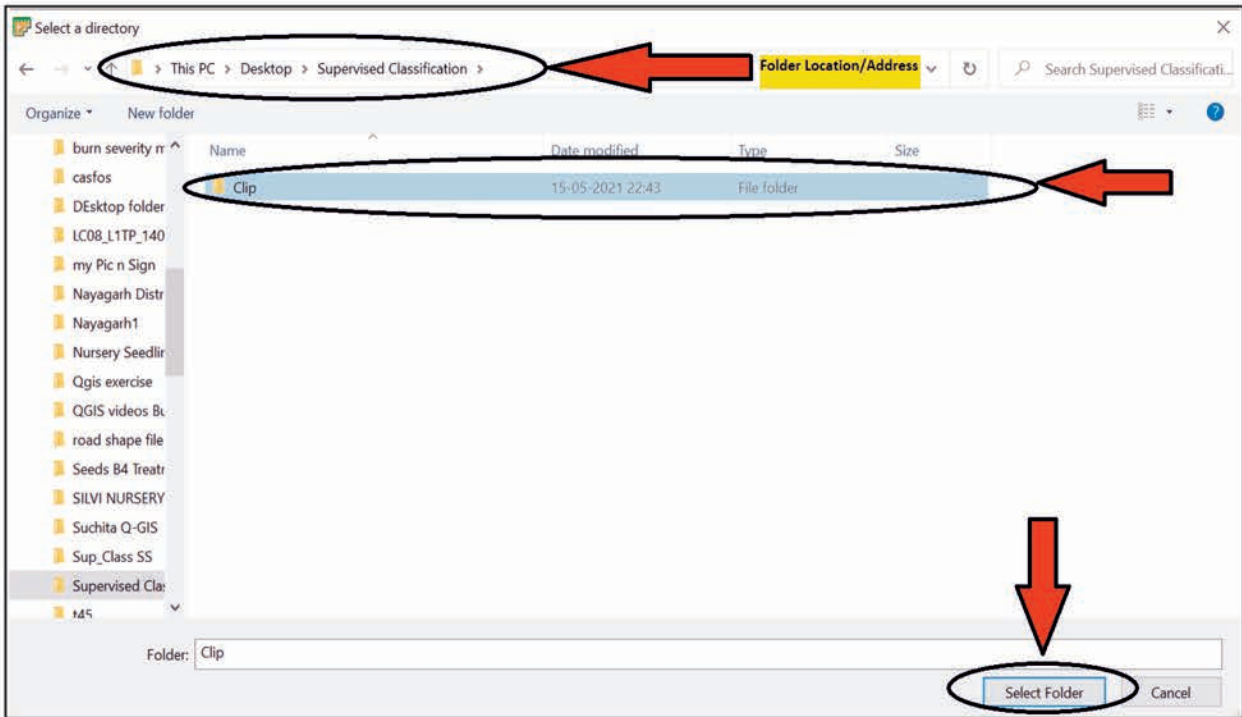 Select a directory
This PC > Desktop > Supervised Classification >
Folder Location/Address
Search Supervised Classificati...
Organize
New folder
Name
Date modified
Type
Size
Clip
15-05-2021 22:43
File folder
burn severity m
casfos
DEsktop folder
LC08_L1TP_140
my Pic n Sign
Nayagarh Distr
Nayagarh1
Nursery Seedlin
Qgis exercise
QGIS videos Bu
road shape file
Seeds B4 Treatr
SILVI NURSERY
Suchita Q-GIS
Sup_Class SS
Supervised Clas
t45
Folder: Clip
Select Folder
Cancel